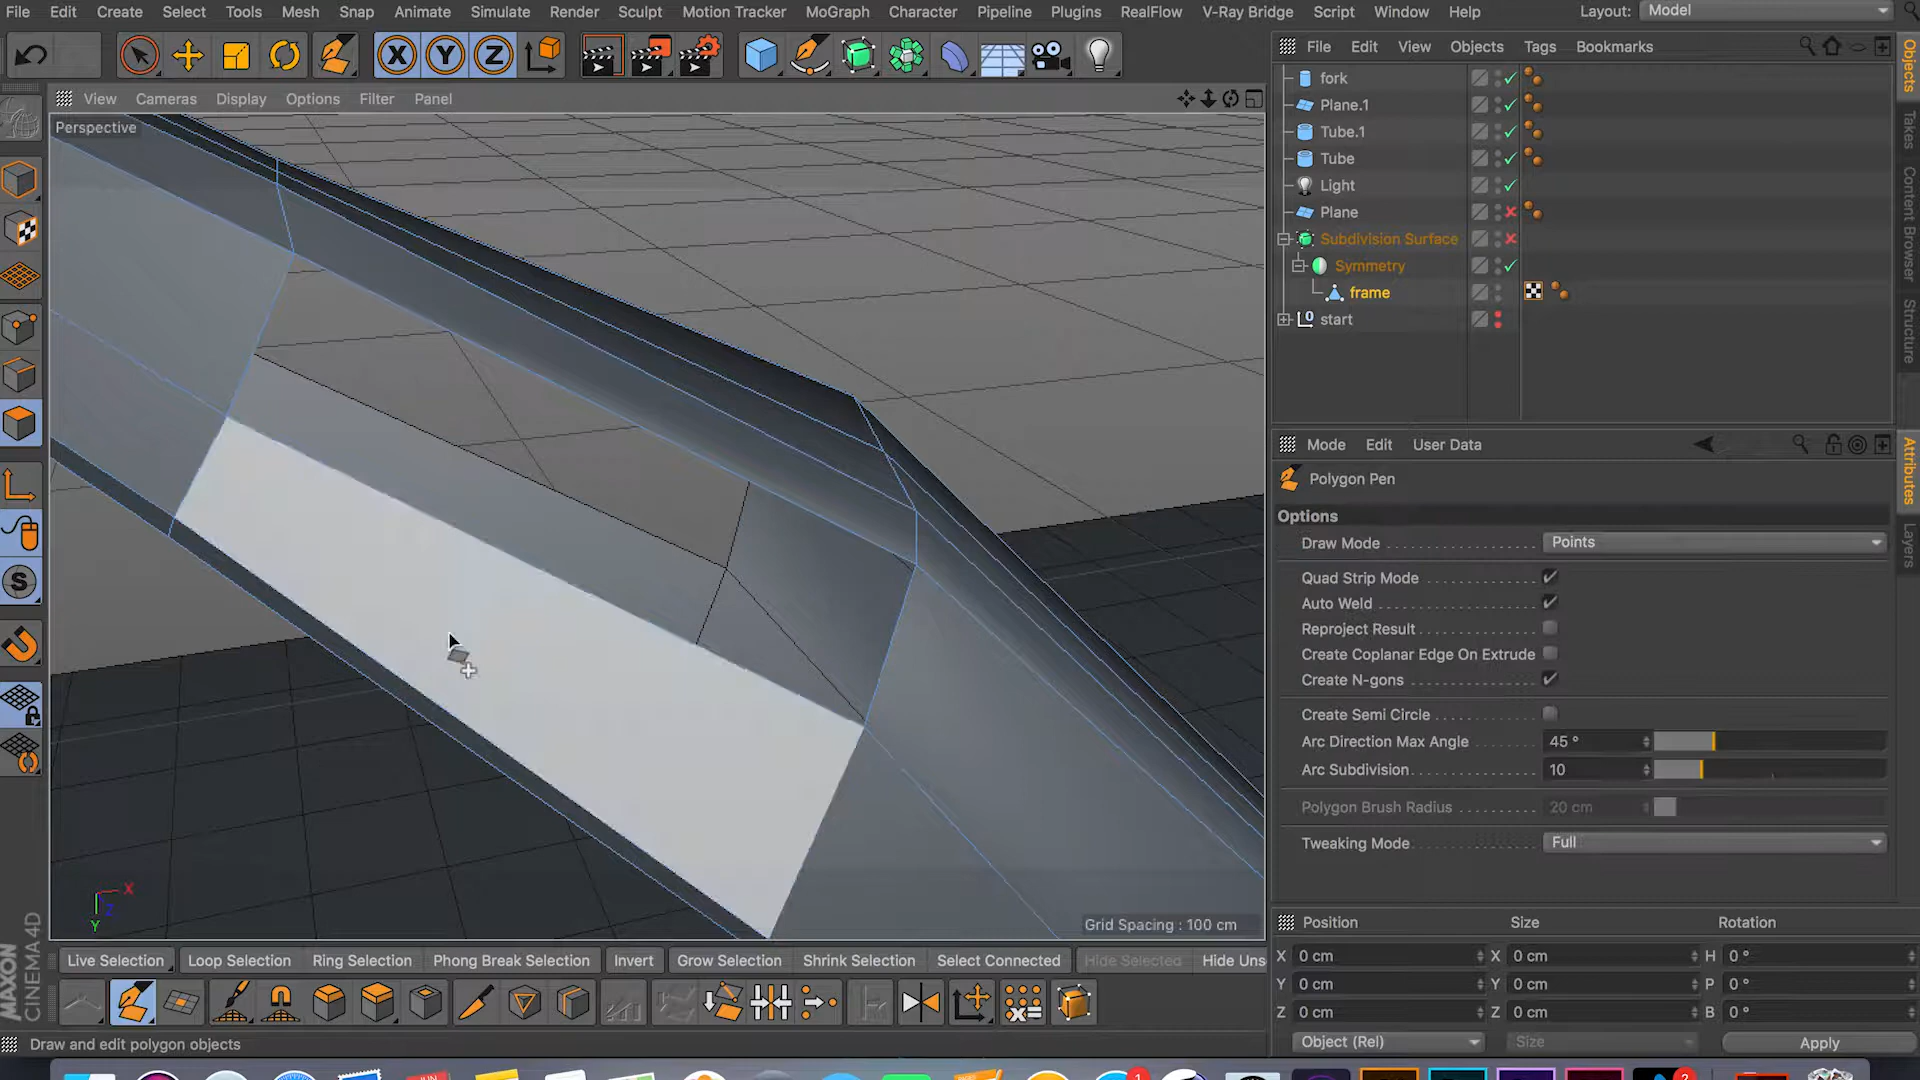 File Edit Create Select Tools Mesh Snap Animate Simulate Render Sculpt Motion Tracker MoGraph Character Pipeline Plugins RealFlow V-Ray Bridge Script Window Help Layout: Model
X Y Z
View Cameras Display Options Filter Panel
Perspective
File Edit View Objects Tags Bookmarks
fork
Plane.1
Tube.1
Tube
Light
Plane
Subdivision Surface
Symmetry
frame
start
Objects
Takes
Content Browser
Structure
Mode Edit User Data
Polygon Pen
Options
Draw Mode Points
Quad Strip Mode
Auto Weld
Reproject Result
Create Coplanar Edge On Extrude
Create N-gons
Create Semi Circle
Arc Direction Max Angle 45 °
Arc Subdivision 10
Polygon Brush Radius 20 cm
Tweaking Mode Full
Attributes
Layers
S
X
Z
Y
Grid Spacing : 100 cm
Position Size Rotation
X 0 cm X 0 cm H 0 °
Y 0 cm Y 0 cm P 0 °
Z 0 cm Z 0 cm B 0 °
Object (Rel) Size Apply
Live Selection Loop Selection Ring Selection Phong Break Selection Invert Grow Selection Shrink Selection Select Connected Hide Selected Hide Uns
MAXON
CINEMA 4D
Draw and edit polygon objects
JUN
1
2